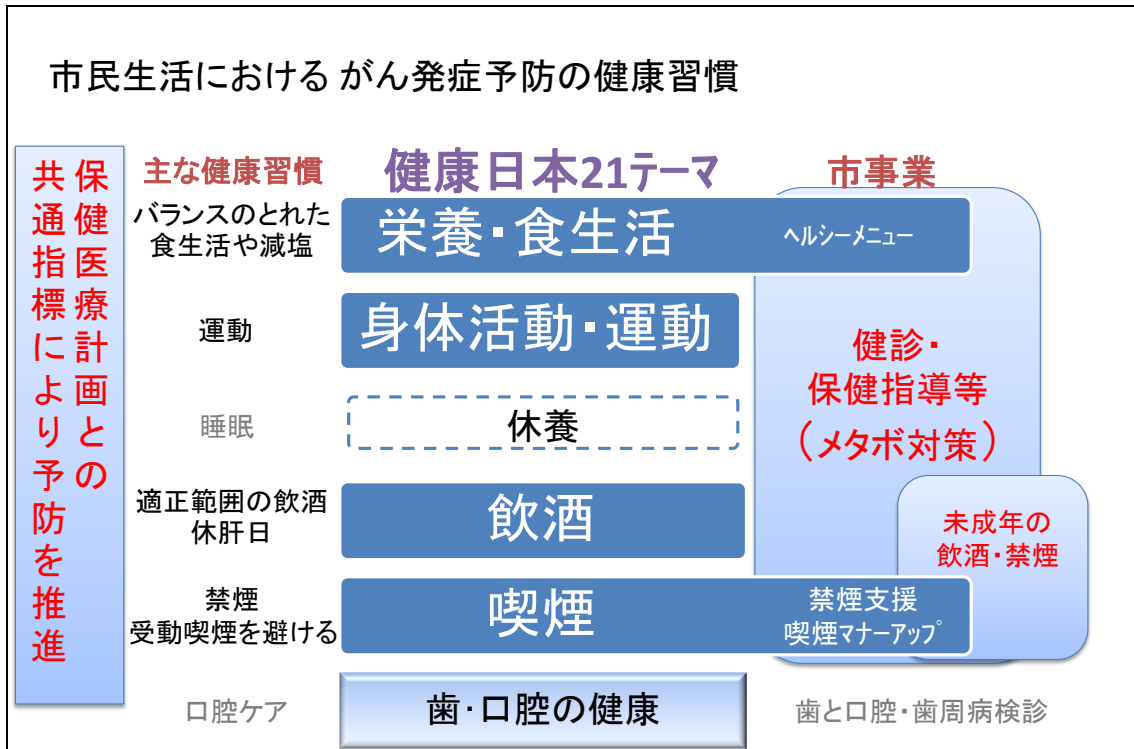 市民生活における がん発症予防の健康習慣
保健医療計画との
共通指標により予防を推進
主な健康習慣
健康日本21テーマ
市事業
バランスのとれた
食生活や減塩
栄養・食生活
ヘルシーメニュー
運動
身体活動・運動
健診・
保健指導等
（メタボ対策）
睡眠
休養
適正範囲の飲酒
休肝日
飲酒
未成年の
飲酒・禁煙
禁煙
受動喫煙を避ける
喫煙
禁煙支援
喫煙マナーアップ
口腔ケア
歯・口腔の健康
歯と口腔・歯周病検診